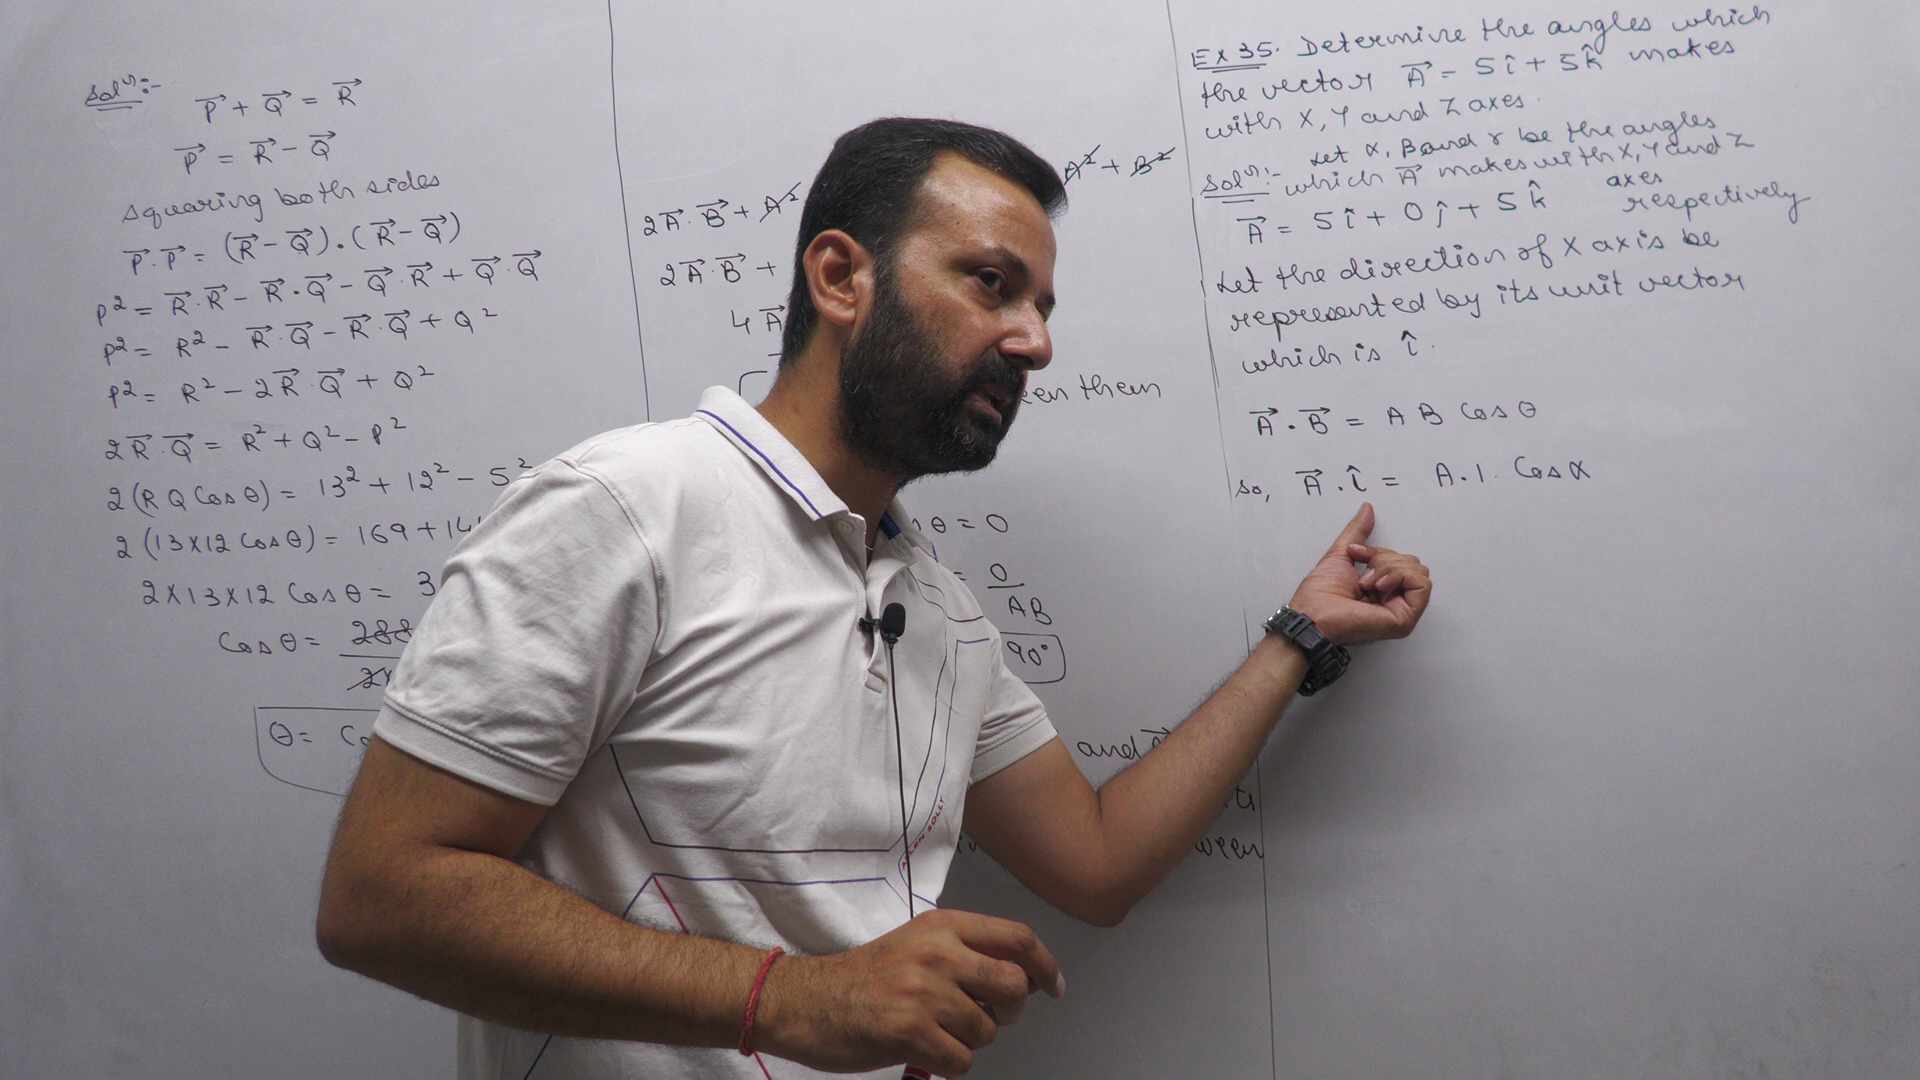 Solⁿ:-
P⃗ + Q⃗ = R⃗
P⃗ = R⃗ - Q⃗
squaring both sides
P⃗.P⃗ = (R⃗ - Q⃗).(R⃗ - Q⃗)
P² = R⃗.R⃗ - R⃗.Q⃗ - Q⃗.R⃗ + Q⃗.Q⃗
P² = R² - R⃗.Q⃗ - R⃗.Q⃗ + Q²
P² = R² - 2R⃗.Q⃗ + Q²
2R⃗.Q⃗ = R² + Q² - P²
2(RQ Cos θ) = 13² + 12² - 5²
2(13×12 Cos θ) = 169 + 14
2×13×12 Cos θ = 3
Cos θ = 288
θ =
2A⃗.B⃗ + A²
A² + B²
2A⃗.B⃗ +
4A⃗
een them
θ = 0
= 0
AB
90°
and
ween
Ex 35. Determine the angles which
the vector A⃗ = 5î + 5k̂ makes
with X, Y and Z axes.
Solⁿ:- Let α, β and γ be the angles
which A⃗ makes with X, Y and Z
axes
respectively
A⃗ = 5î + 0ĵ + 5k̂
Let the direction of X axis be
represented by its unit vector
which is î.
A⃗.B⃗ = A B Cos θ
so, A⃗.î = A.1. Cos α
ALLEN SOLLY